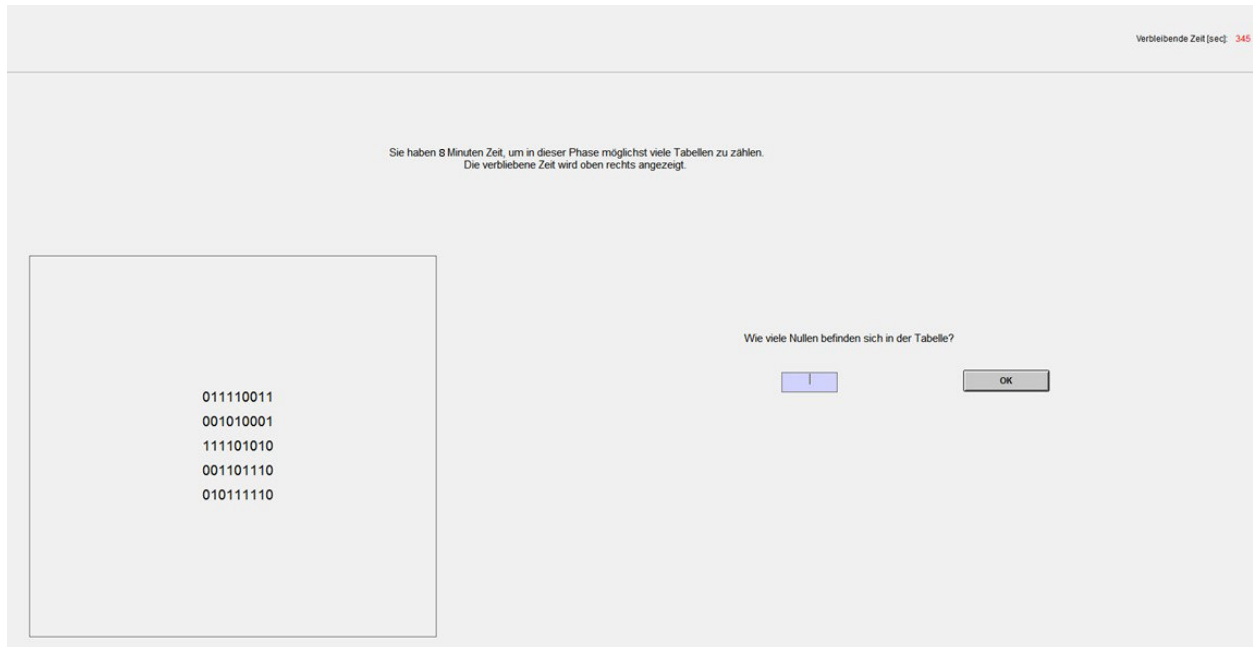 Verbleibende Zeit [sec]: 345
Sie haben 8 Minuten Zeit, um in dieser Phase möglichst viele Tabellen zu zählen.
Die verbliebene Zeit wird oben rechts angezeigt.
Wie viele Nullen befinden sich in der Tabelle?
OK
011110011
001010001
111101010
001101110
010111110